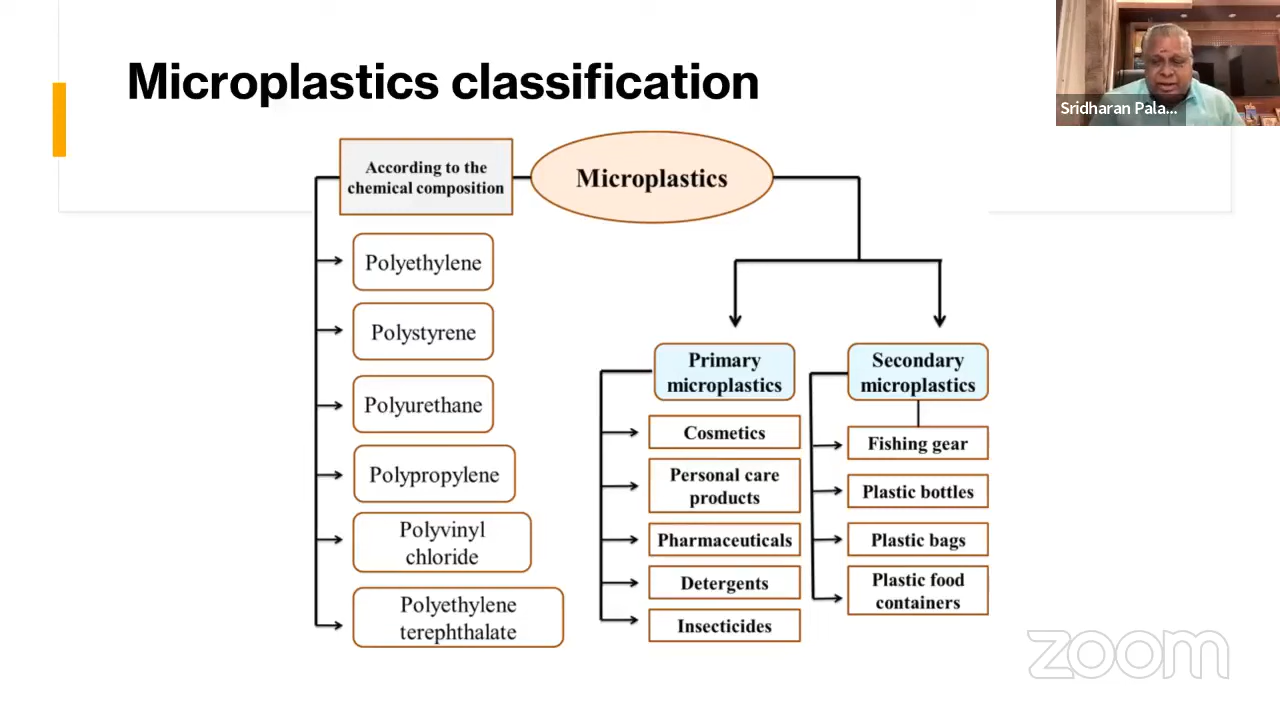 Microplastics classification
Sridharan Pala...
According to the
chemical composition
Microplastics
Polyethylene
Polystyrene
Polyurethane
Polypropylene
Polyvinyl
chloride
Polyethylene
terephthalate
Primary
microplastics
Cosmetics
Personal care
products
Pharmaceuticals
Detergents
Insecticides
Secondary
microplastics
Fishing gear
Plastic bottles
Plastic bags
Plastic food
containers
zoom